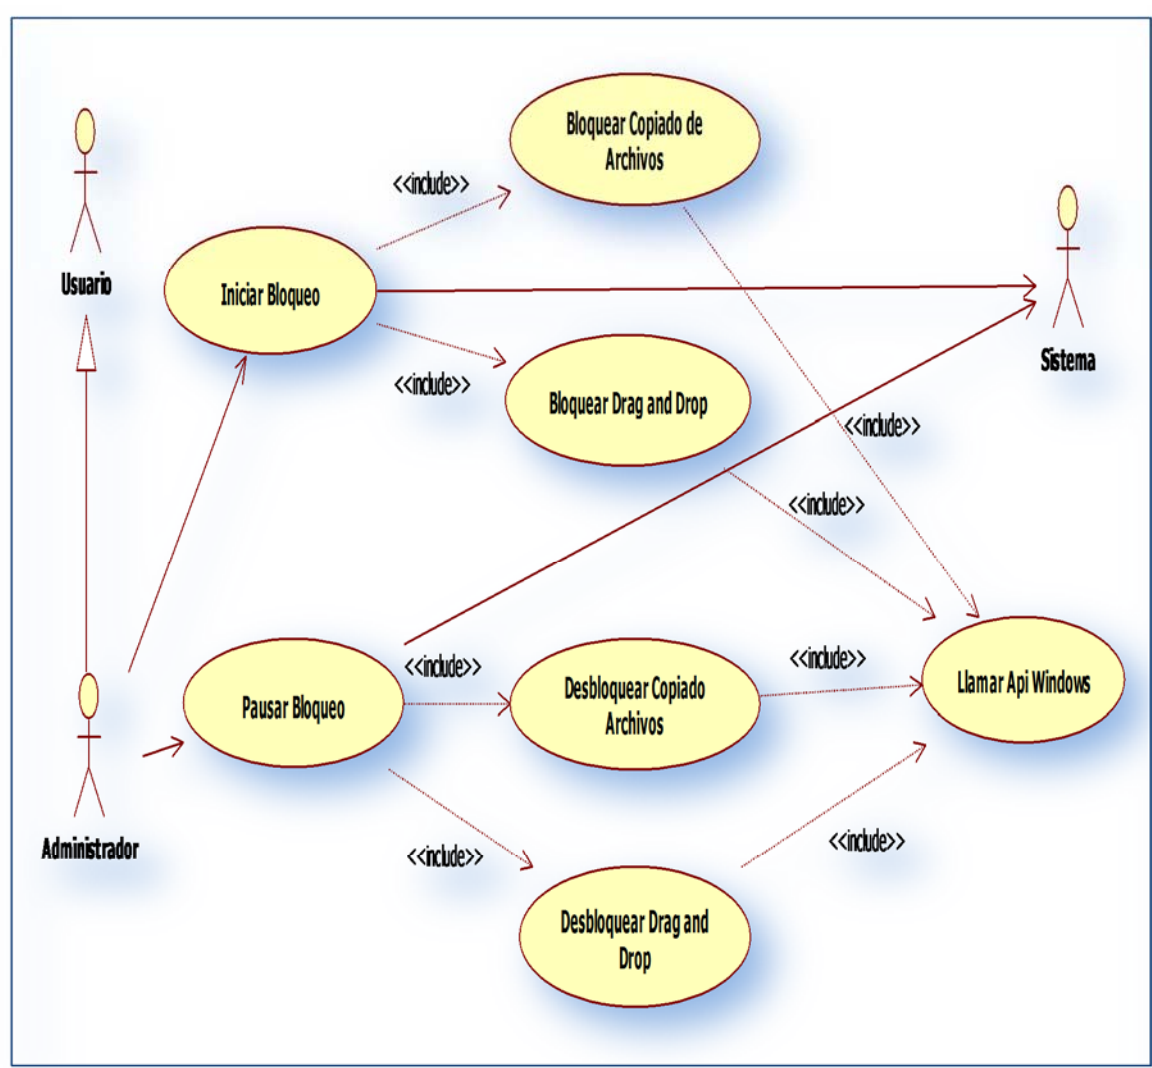 Bloquear Copiado de
Archivos
<<include>>
Usuario
Iniciar Bloqueo
Sistema
<<include>>
Bloquear Drag and Drop
<<include>>
<<include>>
<<include>>
Desbloquear Copiado
Archivos
<<include>>
Llamar Api Windows
Pausar Bloqueo
Administrador
<<include>>
<<include>>
Desbloquear Drag and
Drop